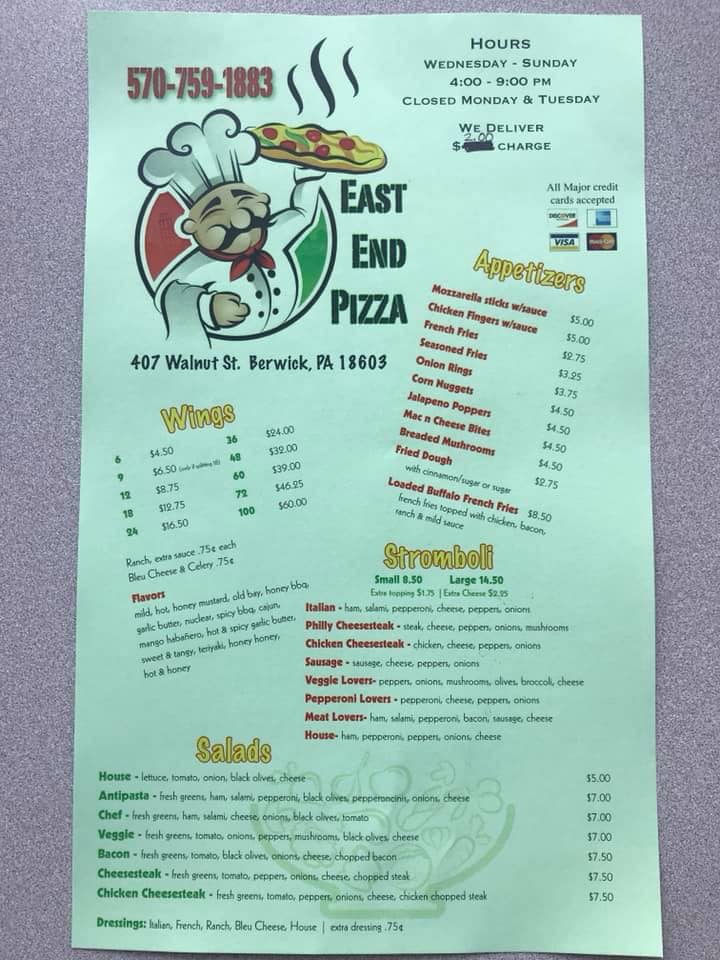 570-759-1883
EAST
END
PIZZA
407 Walnut St. Berwick, PA 18603
HOURS
WEDNESDAY - SUNDAY
4:00 - 9:00 PM
CLOSED MONDAY & TUESDAY
WE DELIVER
$ 2.00 CHARGE
All Major credit
cards accepted
DISCOVER
VISA
MasterCard
Appetizers
Mozzarella sticks w/sauce $5.00
Chicken Fingers w/sauce $5.00
French Fries $2.75
Seasoned Fries $3.25
Onion Rings $3.75
Corn Nuggets $4.50
Jalapeno Poppers $4.50
Mac n Cheese Bites $4.50
Breaded Mushrooms $4.50
Fried Dough $2.75
with cinnamon/sugar or sugar
Loaded Buffalo French Fries $8.50
french fries topped with chicken, bacon,
ranch & mild sauce
Wings
6 $4.50
9 $6.50
12 $8.75
18 $12.75
24 $16.50
36 $24.00
48 $32.00
60 $39.00
72 $46.25
100 $60.00
Ranch, extra sauce .75¢ each
Bleu Cheese & Celery .75¢
Flavors
mild, hot, honey mustard, old bay, honey bbq,
garlic butter, nuclear, spicy bbq, cajun,
mango habañero, hot & spicy garlic butter,
sweet & tangy, teriyaki, honey honey,
hot & honey
Stromboli
Small 8.50 Large 14.50
Extra topping $1.75 | Extra Cheese $2.25
Italian - ham, salami, pepperoni, cheese, peppers, onions
Philly Cheesesteak - steak, cheese, peppers, onions, mushrooms
Chicken Cheesesteak - chicken, cheese, peppers, onions
Sausage - sausage, cheese, peppers, onions
Veggie Lovers- peppers, onions, mushrooms, olives, broccoli, cheese
Pepperoni Lovers - pepperoni, cheese, peppers, onions
Meat Lovers- ham, salami, pepperoni, bacon, sausage, cheese
House- ham, pepperoni, peppers, onions, cheese
Salads
House - lettuce, tomato, onion, black olives, cheese $5.00
Antipasta - fresh greens, ham, salami, pepperoni, black olives, pepperoncinis, onions, cheese $7.00
Chef - fresh greens, ham, salami, cheese, onions, black olives, tomato $7.00
Veggie - fresh greens, tomato, onions, peppers, mushrooms, black olives, cheese $7.00
Bacon - fresh greens, tomato, black olives, onions, cheese, chopped bacon $7.50
Cheesesteak - fresh greens, tomato, peppers, onions, cheese, chopped steak $7.50
Chicken Cheesesteak - fresh greens, tomato, peppers, onions, cheese, chicken chopped steak $7.50
Dressings: Italian, French, Ranch, Bleu Cheese, House | extra dressing .75¢